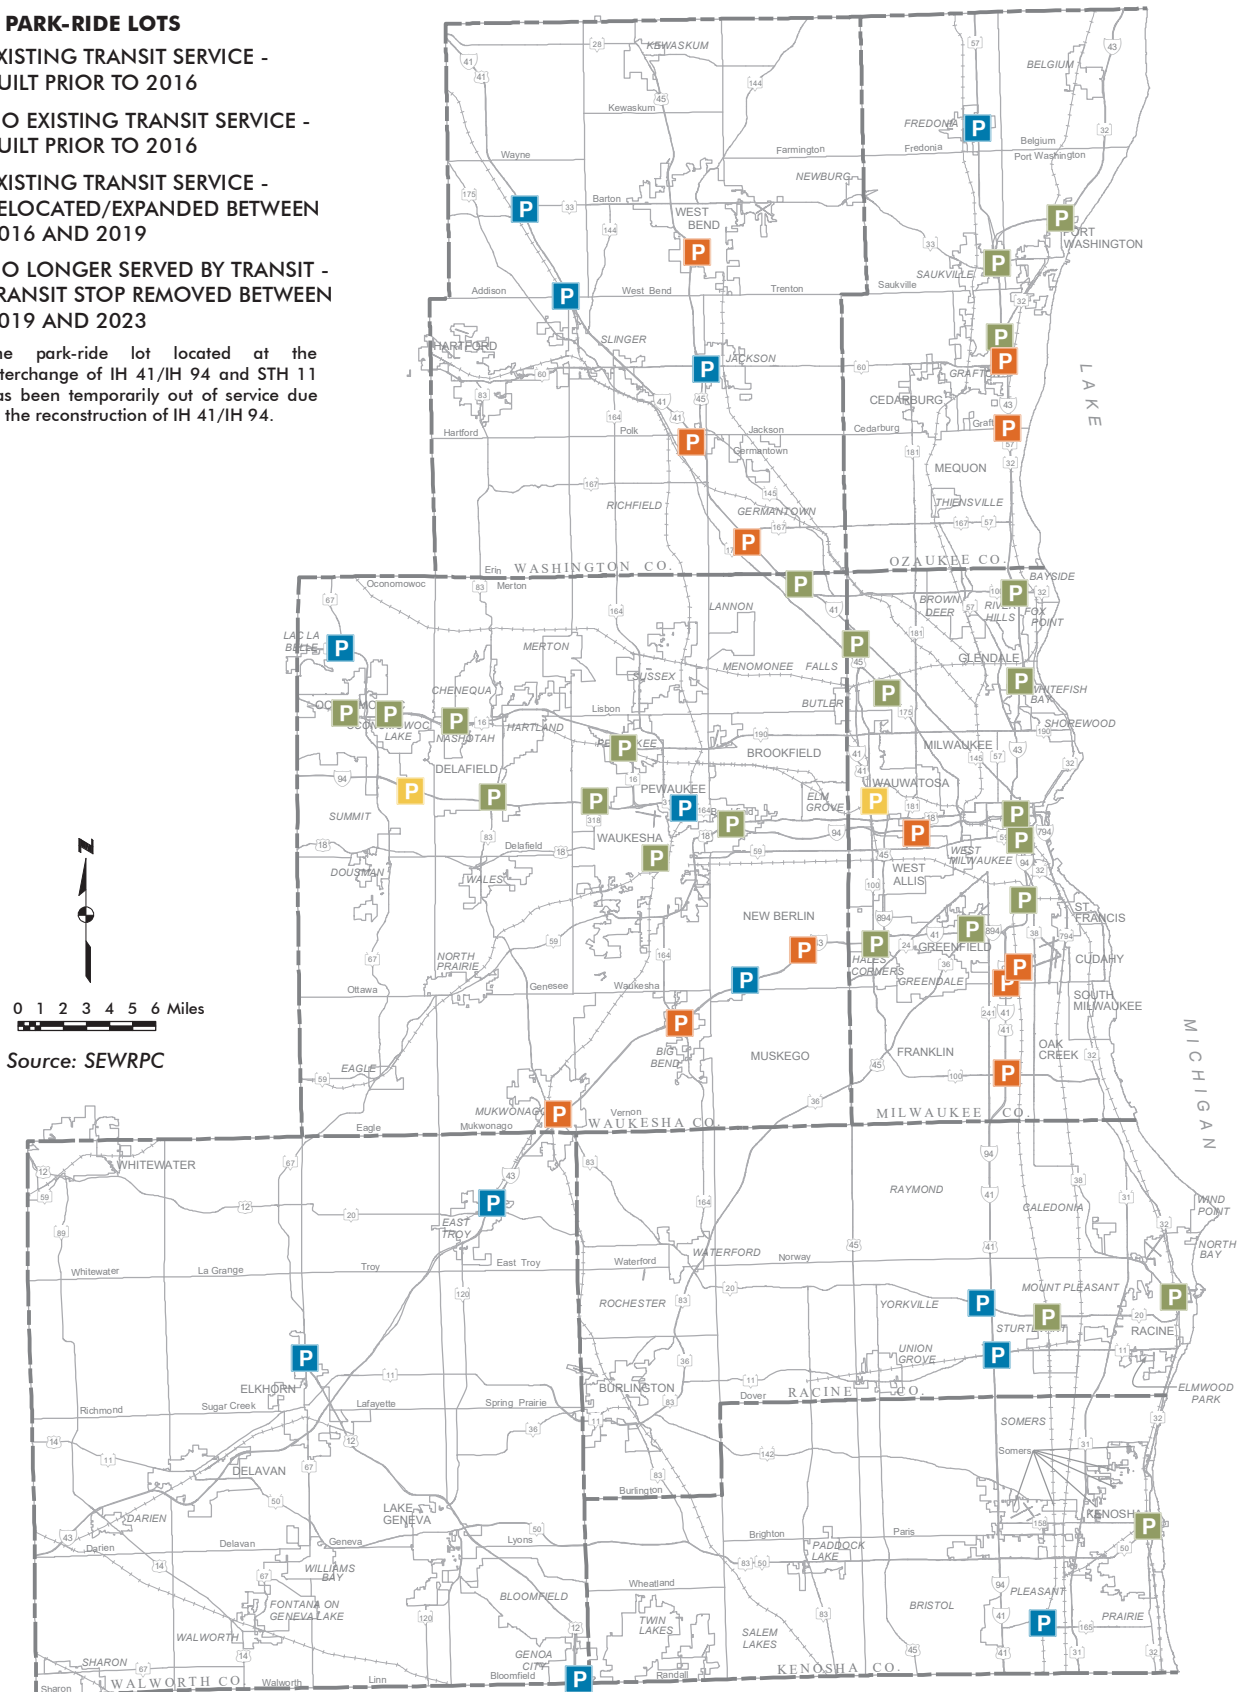 PARK-RIDE LOTS
XISTING TRANSIT SERVICE -
UILT PRIOR TO 2016
O EXISTING TRANSIT SERVICE -
UILT PRIOR TO 2016
XISTING TRANSIT SERVICE -
ELOCATED/EXPANDED BETWEEN
016 AND 2019
O LONGER SERVED BY TRANSIT -
RANSIT STOP REMOVED BETWEEN
019 AND 2023
he park-ride lot located at the
terchange of IH 41/IH 94 and STH 11
as been temporarily out of service due
the reconstruction of IH 41/IH 94.
KEWASKUM
Kewaskum
Wayne
Barton
WEST
BEND
Farmington
NEWBURG
BELGIUM
FREDONIA
Fredonia
Belgium
Port Washington
PORT
WASHINGTON
SAUKVILLE
Saukville
Addison
West Bend
Trenton
HARTFORD
SLINGER
JACKSON
GRAFTON
CEDARBURG
Hartford
Polk
Jackson
Germantown
Cedarburg
MEQUON
THIENSVILLE
RICHFIELD
GERMANTOWN
Erin
WASHINGTON CO.
OZAUKEE CO.
LAKE
MICHIGAN
Oconomowoc
Merton
LAC LA
BELLE
MERTON
LANNON
SUSSEX
MENOMONEE FALLS
BUTLER
BROWN
DEER
RIVER
HILLS
BAYSIDE
FOX
POINT
GLENDALE
WHITEFISH
BAY
SHOREWOOD
CHENEQUA
LAKE
NASHOTAH
HARTLAND
Lisbon
DELAFIELD
PEWAUKEE
BROOKFIELD
ELM
GROVE
MILWAUKEE
WAUWATOSA
SUMMIT
WAUKESHA
Delafield
DOUSMAN
WALES
WEST
MILWAUKEE
WEST
ALLIS
NEW BERLIN
ST.
FRANCIS
CUDAHY
GREENFIELD
HALES
CORNERS
GREENDALE
SOUTH
MILWAUKEE
NORTH
PRAIRIE
Ottawa
Genesee
Waukesha
BIG
BEND
MUSKEGO
FRANKLIN
OAK
CREEK
EAGLE
MUKWONAGO
Vernon
Eagle
Mukwonago
WAUKESHA CO.
MILWAUKEE CO.
N
0 1 2 3 4 5 6 Miles
Source: SEWRPC
WHITEWATER
EAST
TROY
Whitewater
La Grange
Troy
East Troy
Waterford
WATERFORD
Norway
RAYMOND
CALEDONIA
WIND
POINT
NORTH
BAY
ROCHESTER
YORKVILLE
MOUNT PLEASANT
RACINE
UNION
GROVE
ELMWOOD
PARK
ELKHORN
BURLINGTON
Dover
RACINE CO.
Richmond
Sugar Creek
Lafayette
Spring Prairie
SOMERS
Somers
DELAVAN
Burlington
DARIEN
LAKE
GENEVA
Darien
Delavan
Geneva
Lyons
Brighton
Paris
KENOSHA
PADDOCK
LAKE
WILLIAMS
BAY
FONTANA ON
GENEVA LAKE
BLOOMFIELD
Wheatland
TWIN
LAKES
SALEM
LAKES
BRISTOL
PLEASANT
PRAIRIE
WALWORTH
SHARON
Sharon
WALWORTH CO.
Walworth
Linn
GENOA
CITY
Bloomfield
Randall
KENOSHA CO.